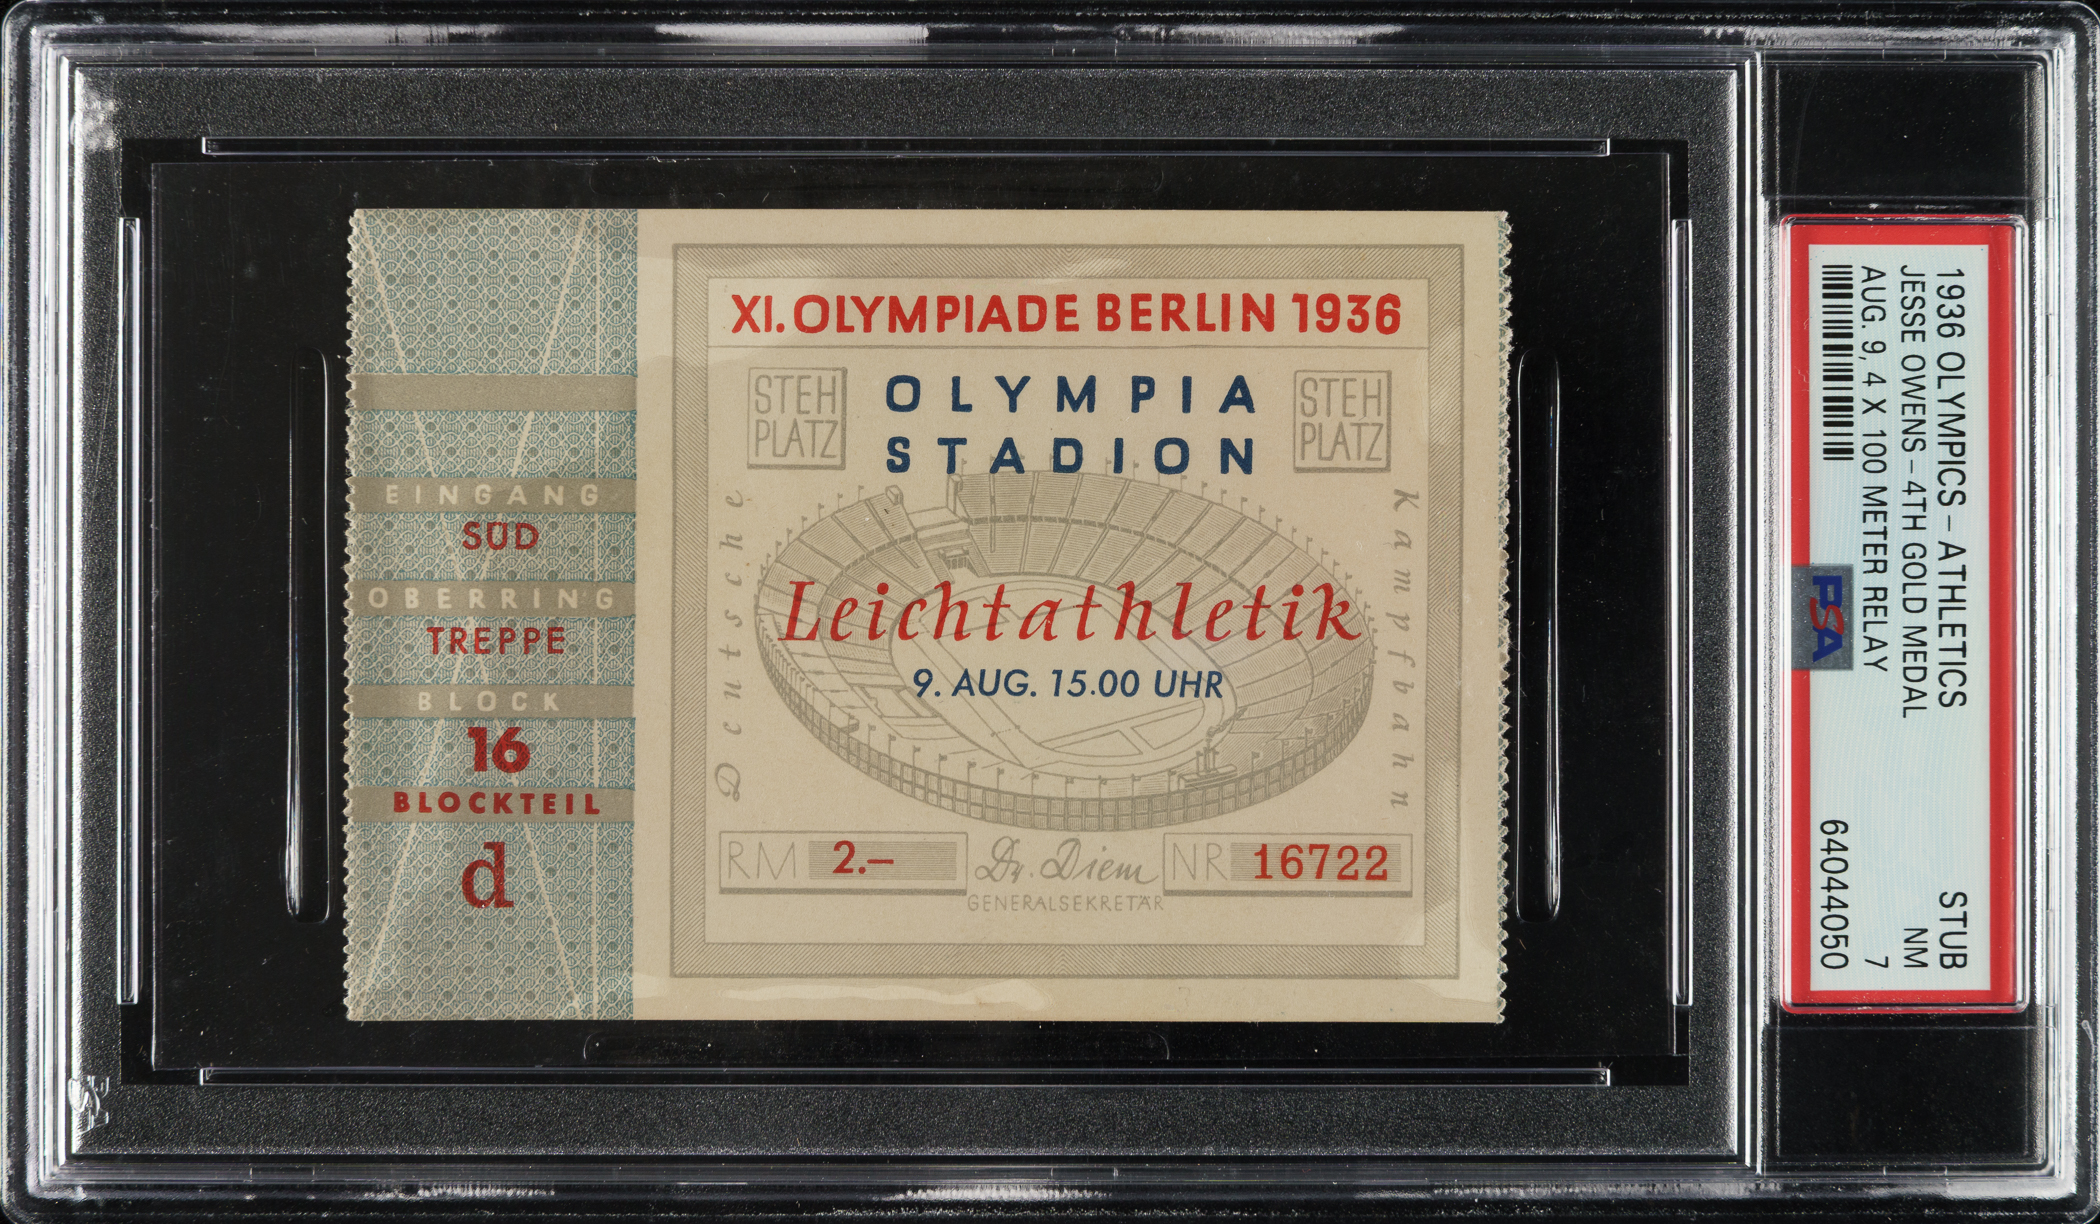 EINGANG
SÜD
OBERRING
TREPPE
BLOCK
16
BLOCKTEIL
d
XI. OLYMPIADE BERLIN 1936
STEH
PLATZ
OLYMPIA
STADION
STEH
PLATZ
Deutsche
Kampfbahn
Leichtathletik
9. AUG. 15.00 UHR
RM 2.–
Dr. Diem
GENERALSEKRETÄR
NR 16722
1936 OLYMPICS – ATHLETICS STUB
JESSE OWENS – 4TH GOLD MEDAL NM
AUG. 9, 4 X 100 METER RELAY 7
64044050
PSA